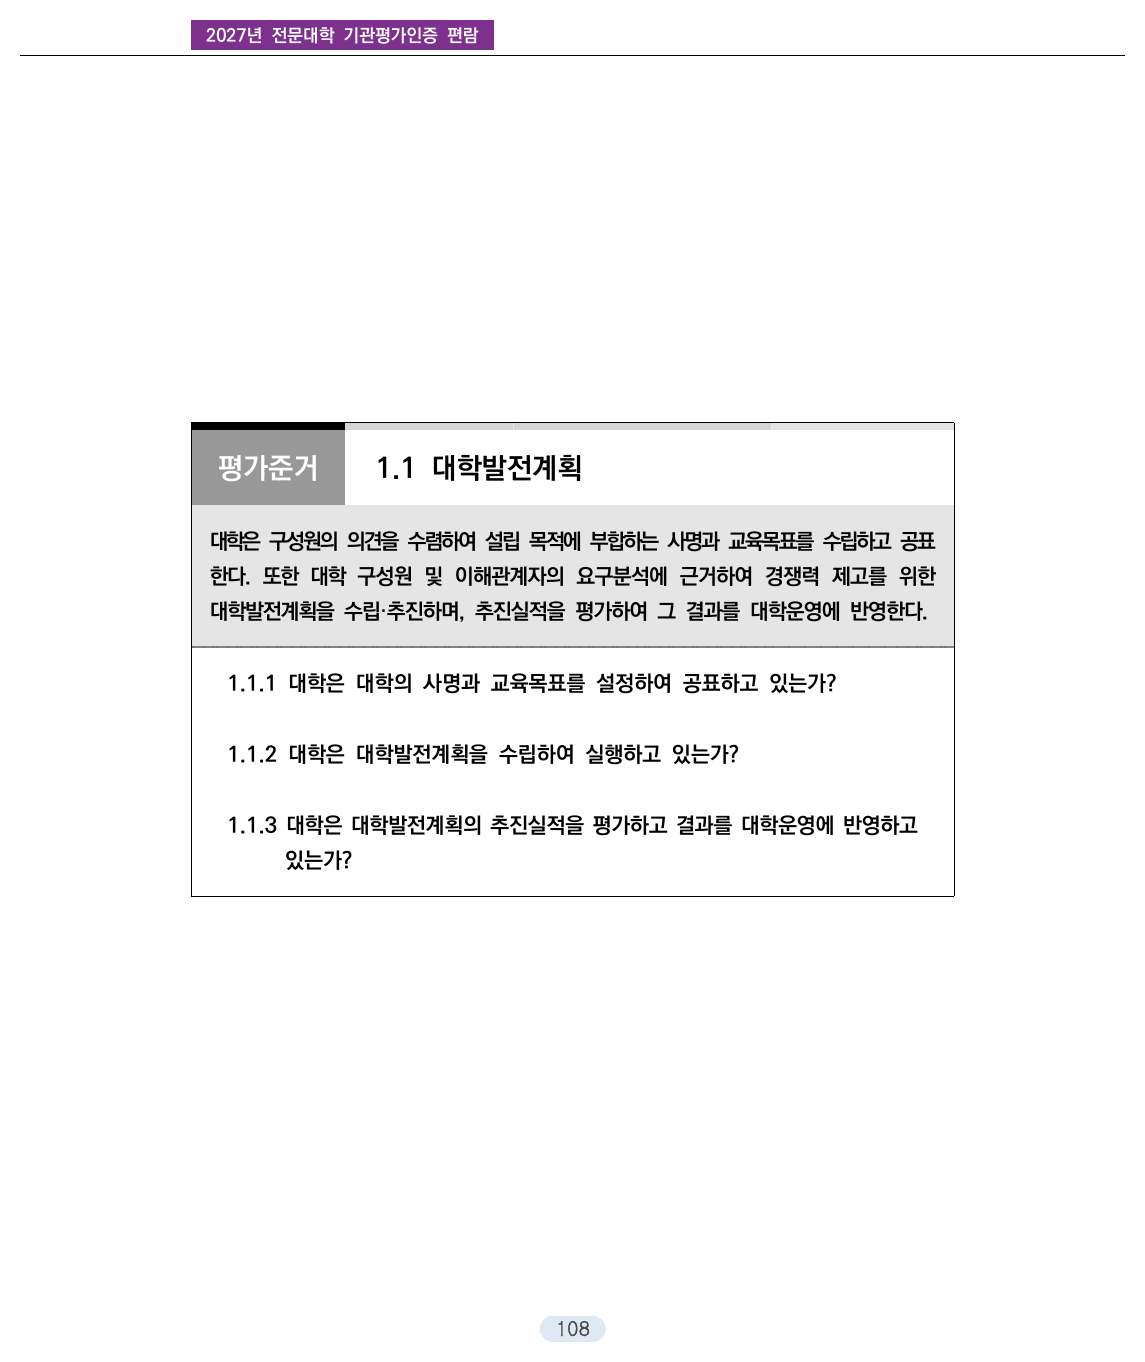 2027년 전문대학 기관평가인증 편람
평가준거
1.1 대학발전계획
대학은 구성원의 의견을 수렴하여 설립 목적에 부합하는 사명과 교육목표를 수립하고 공표
한다. 또한 대학 구성원 및 이해관계자의 요구분석에 근거하여 경쟁력 제고를 위한
대학발전계획을 수립·추진하며, 추진실적을 평가하여 그 결과를 대학운영에 반영한다.
1.1.1 대학은 대학의 사명과 교육목표를 설정하여 공표하고 있는가?
1.1.2 대학은 대학발전계획을 수립하여 실행하고 있는가?
1.1.3 대학은 대학발전계획의 추진실적을 평가하고 결과를 대학운영에 반영하고
있는가?
108